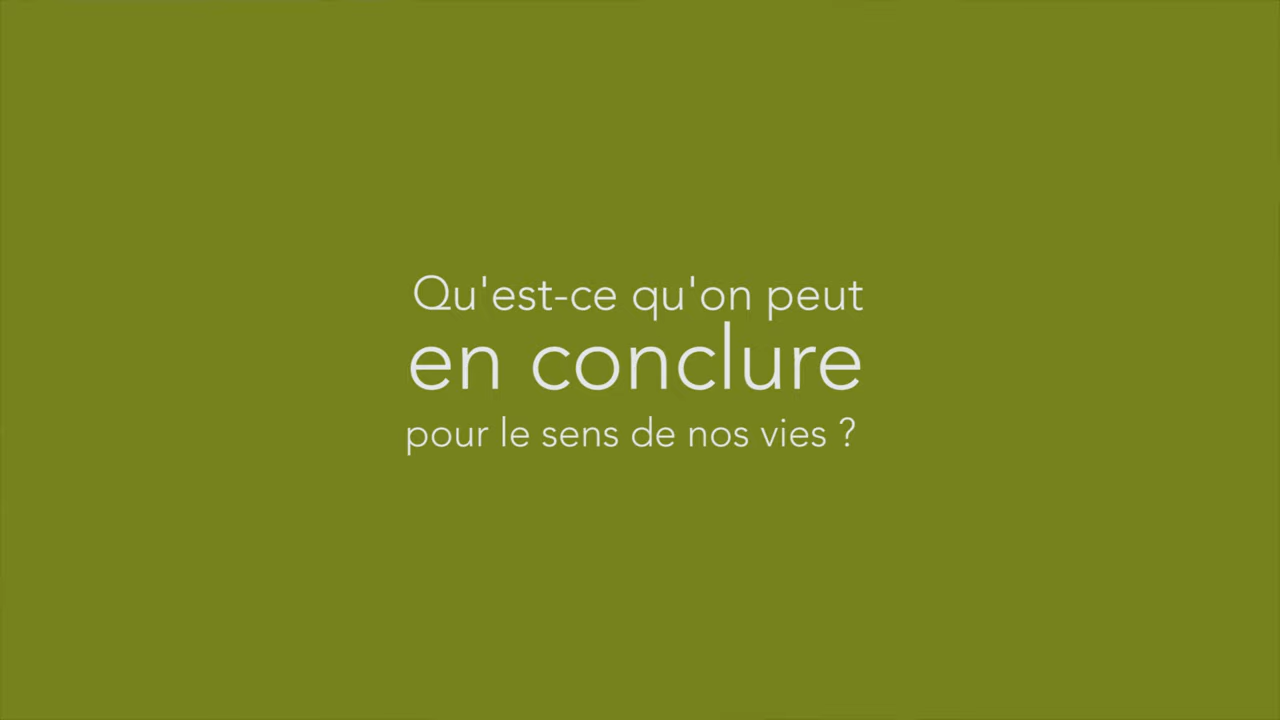 Qu'est-ce qu'on peut
en conclure
pour le sens de nos vies ?